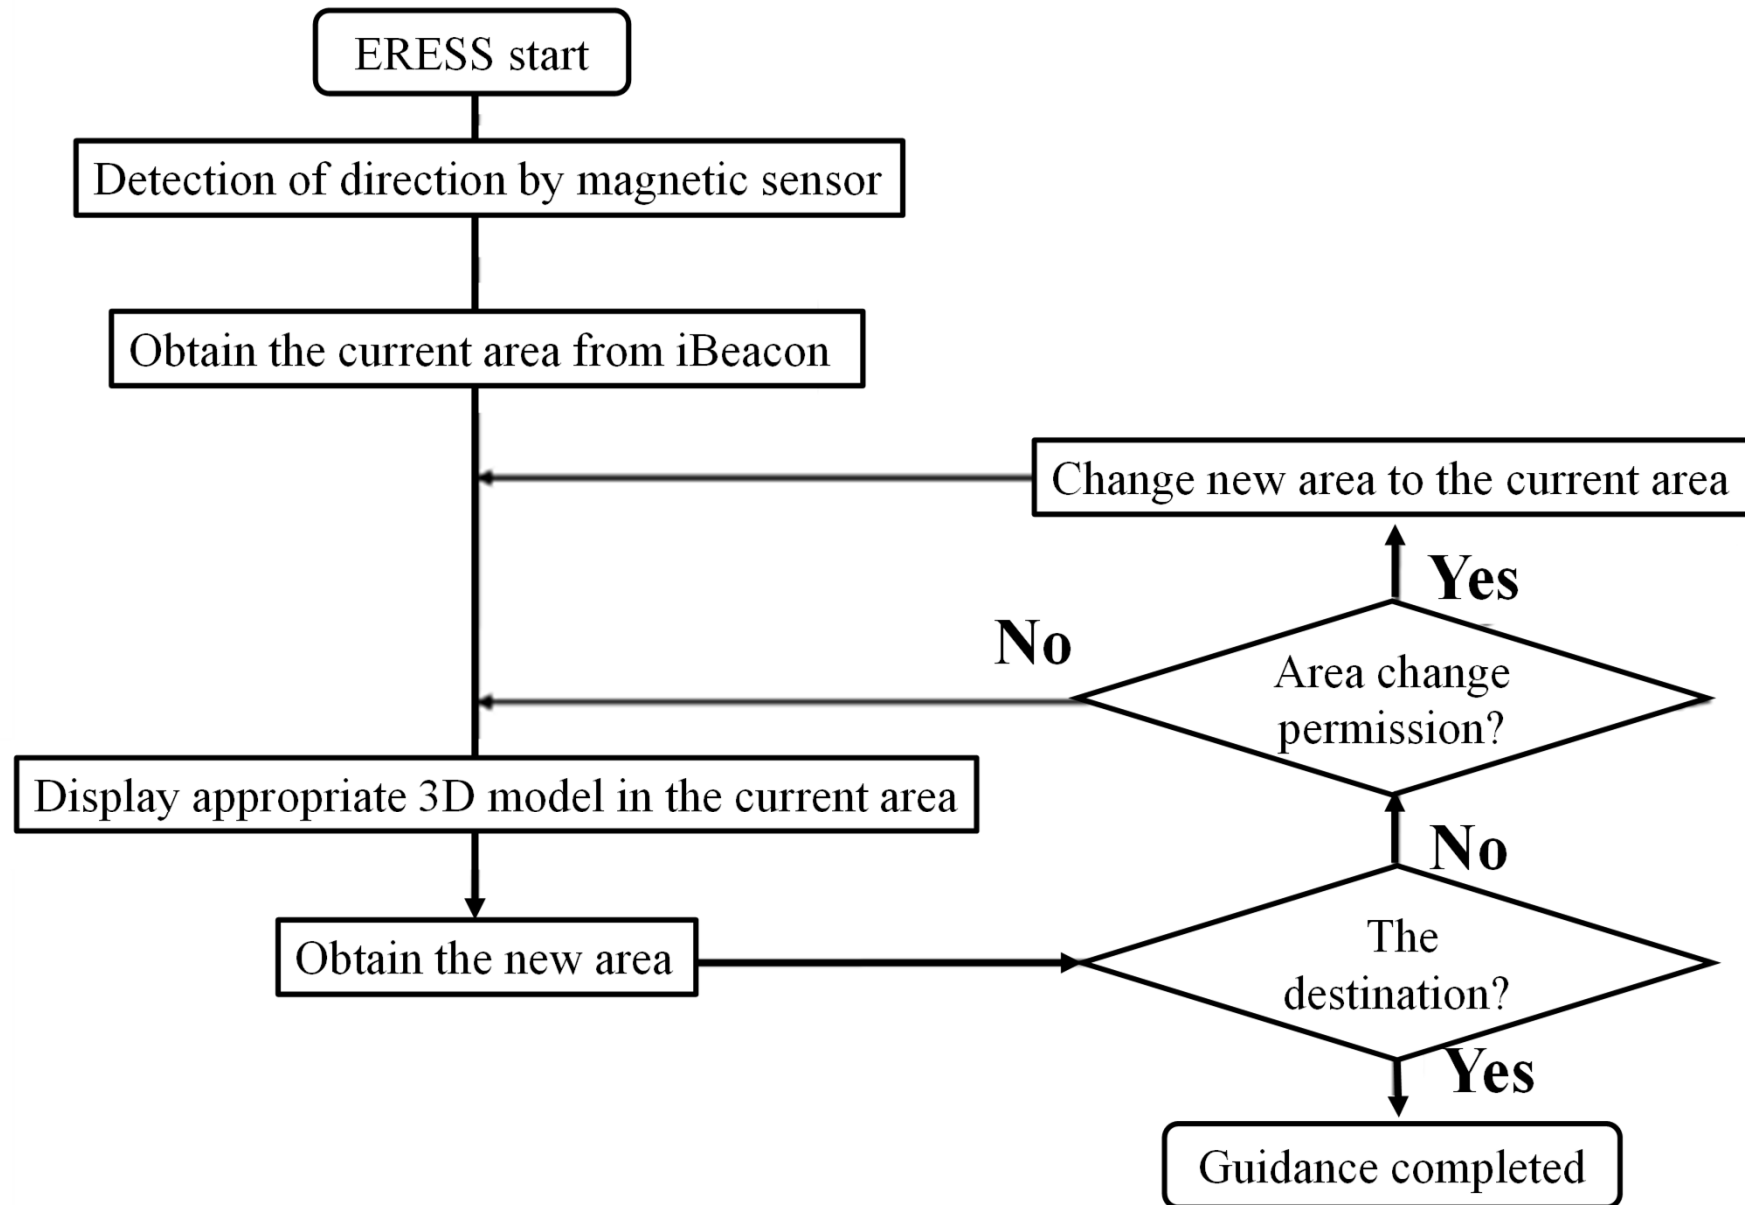 ERESS start
Detection of direction by magnetic sensor
Obtain the current area from iBeacon
Change new area to the current area
Yes
No
Area change
permission?
Display appropriate 3D model in the current area
No
Obtain the new area
The
destination?
Yes
Guidance completed